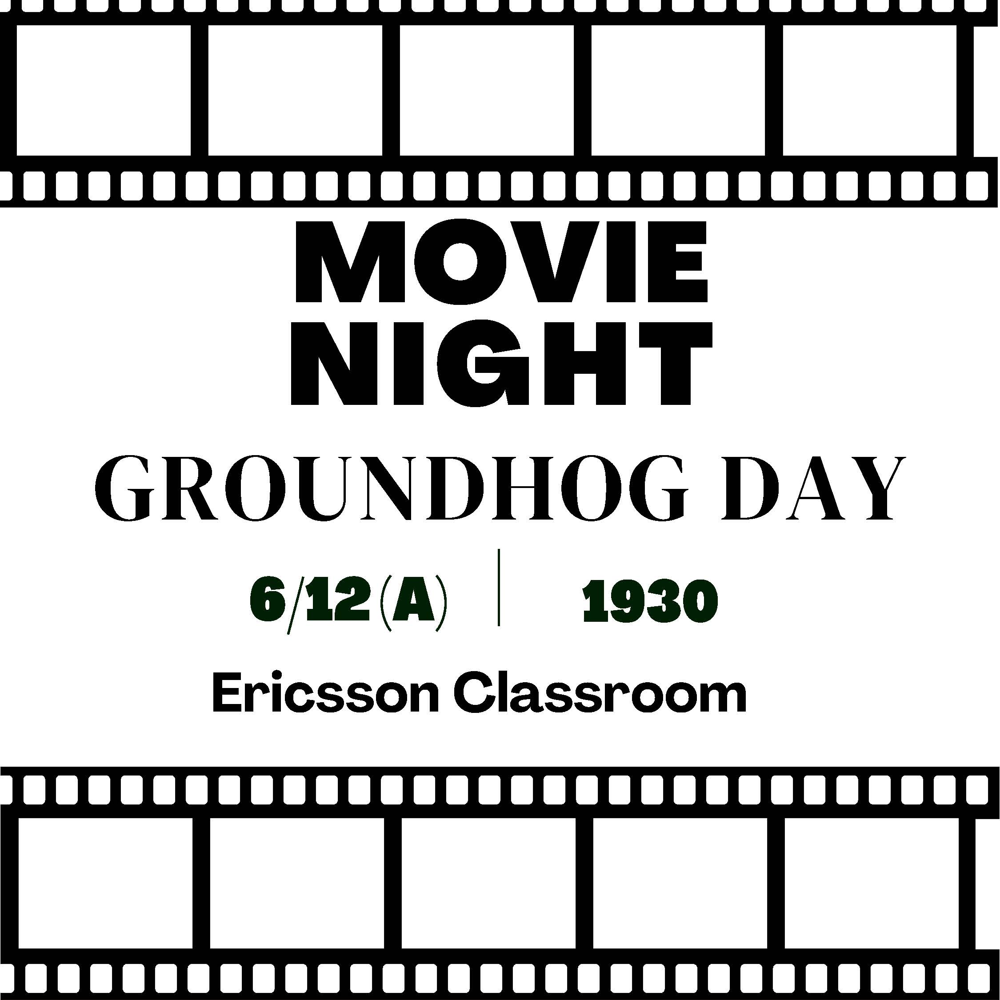 MOVIE
NIGHT
GROUNDHOG DAY
6/12(A) | 1930
Ericsson Classroom